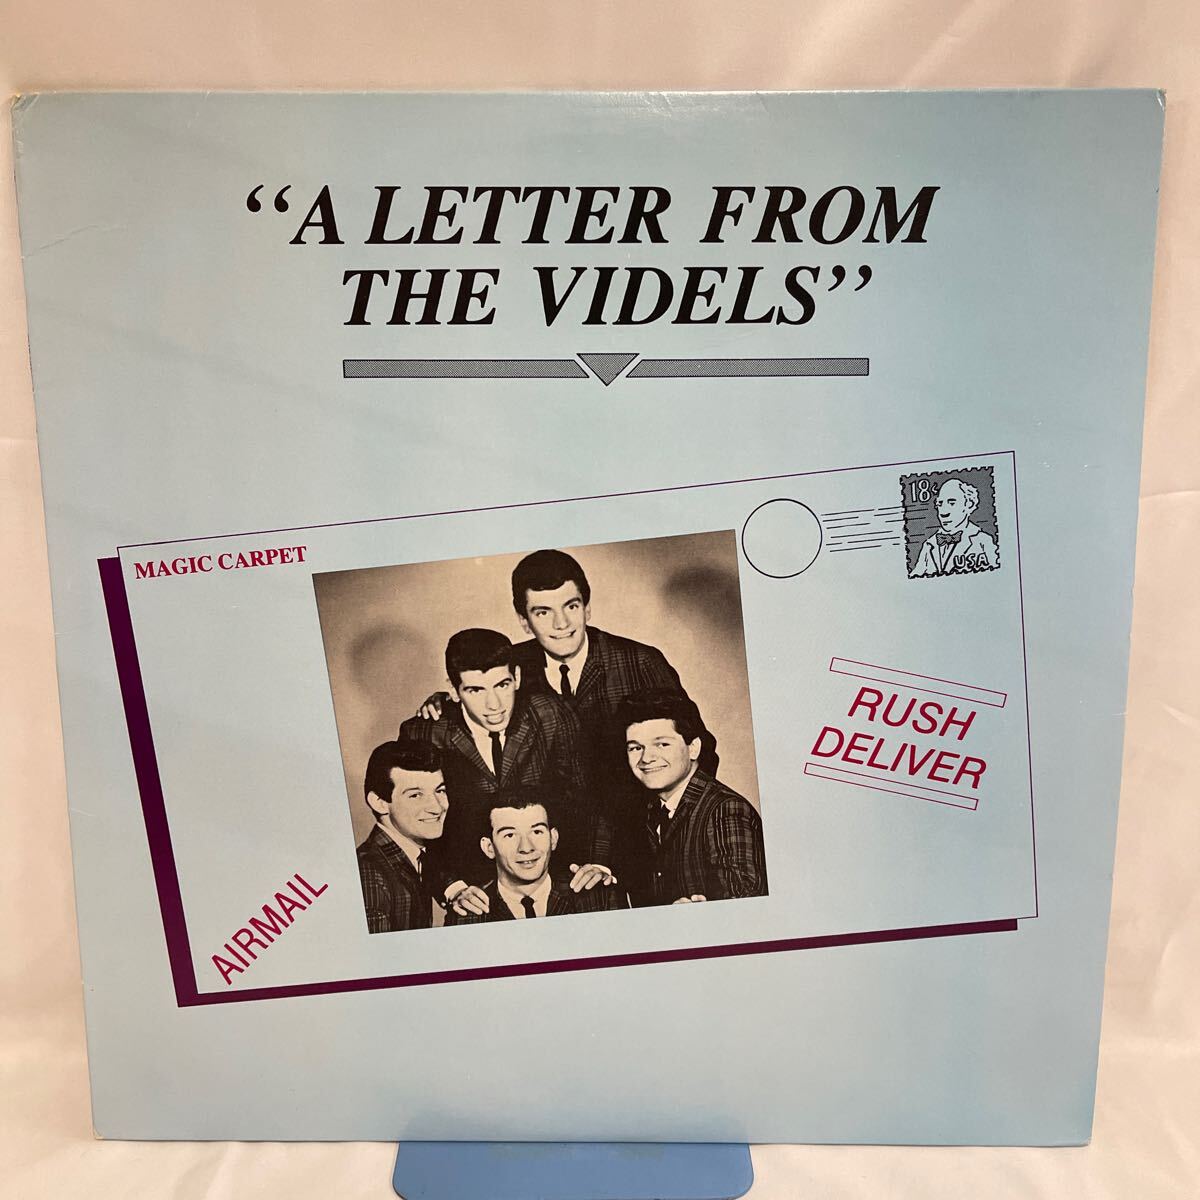 “A LETTER FROM
THE VIDELS”
18¢
USA
MAGIC CARPET
RUSH
DELIVER
AIRMAIL